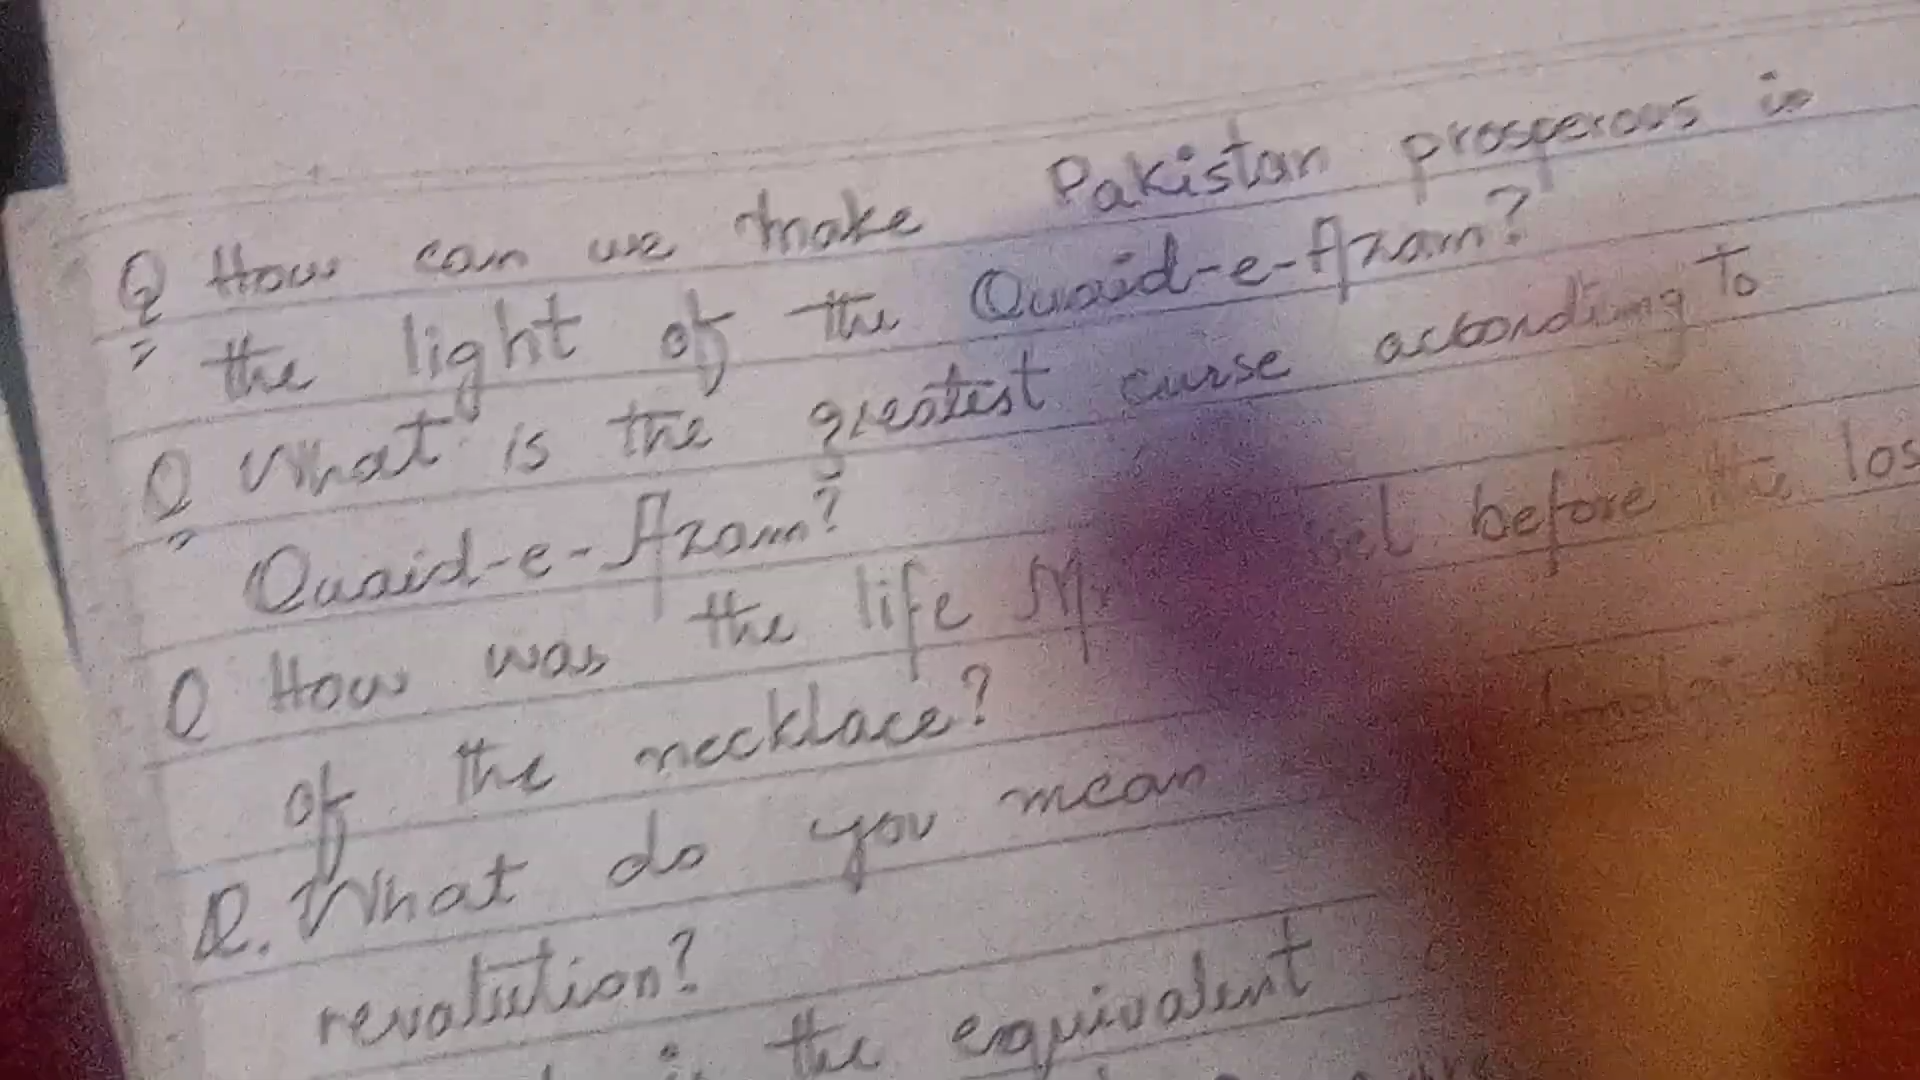 Q How can we make Pakistan prosperous in
the light of the Quaid-e-Azam?
Q What is the greatest curse according to
Quaid-e-Azam?
Q How was the life before the
of the necklace?
Q. What do you mean
revolution?
the equivalent